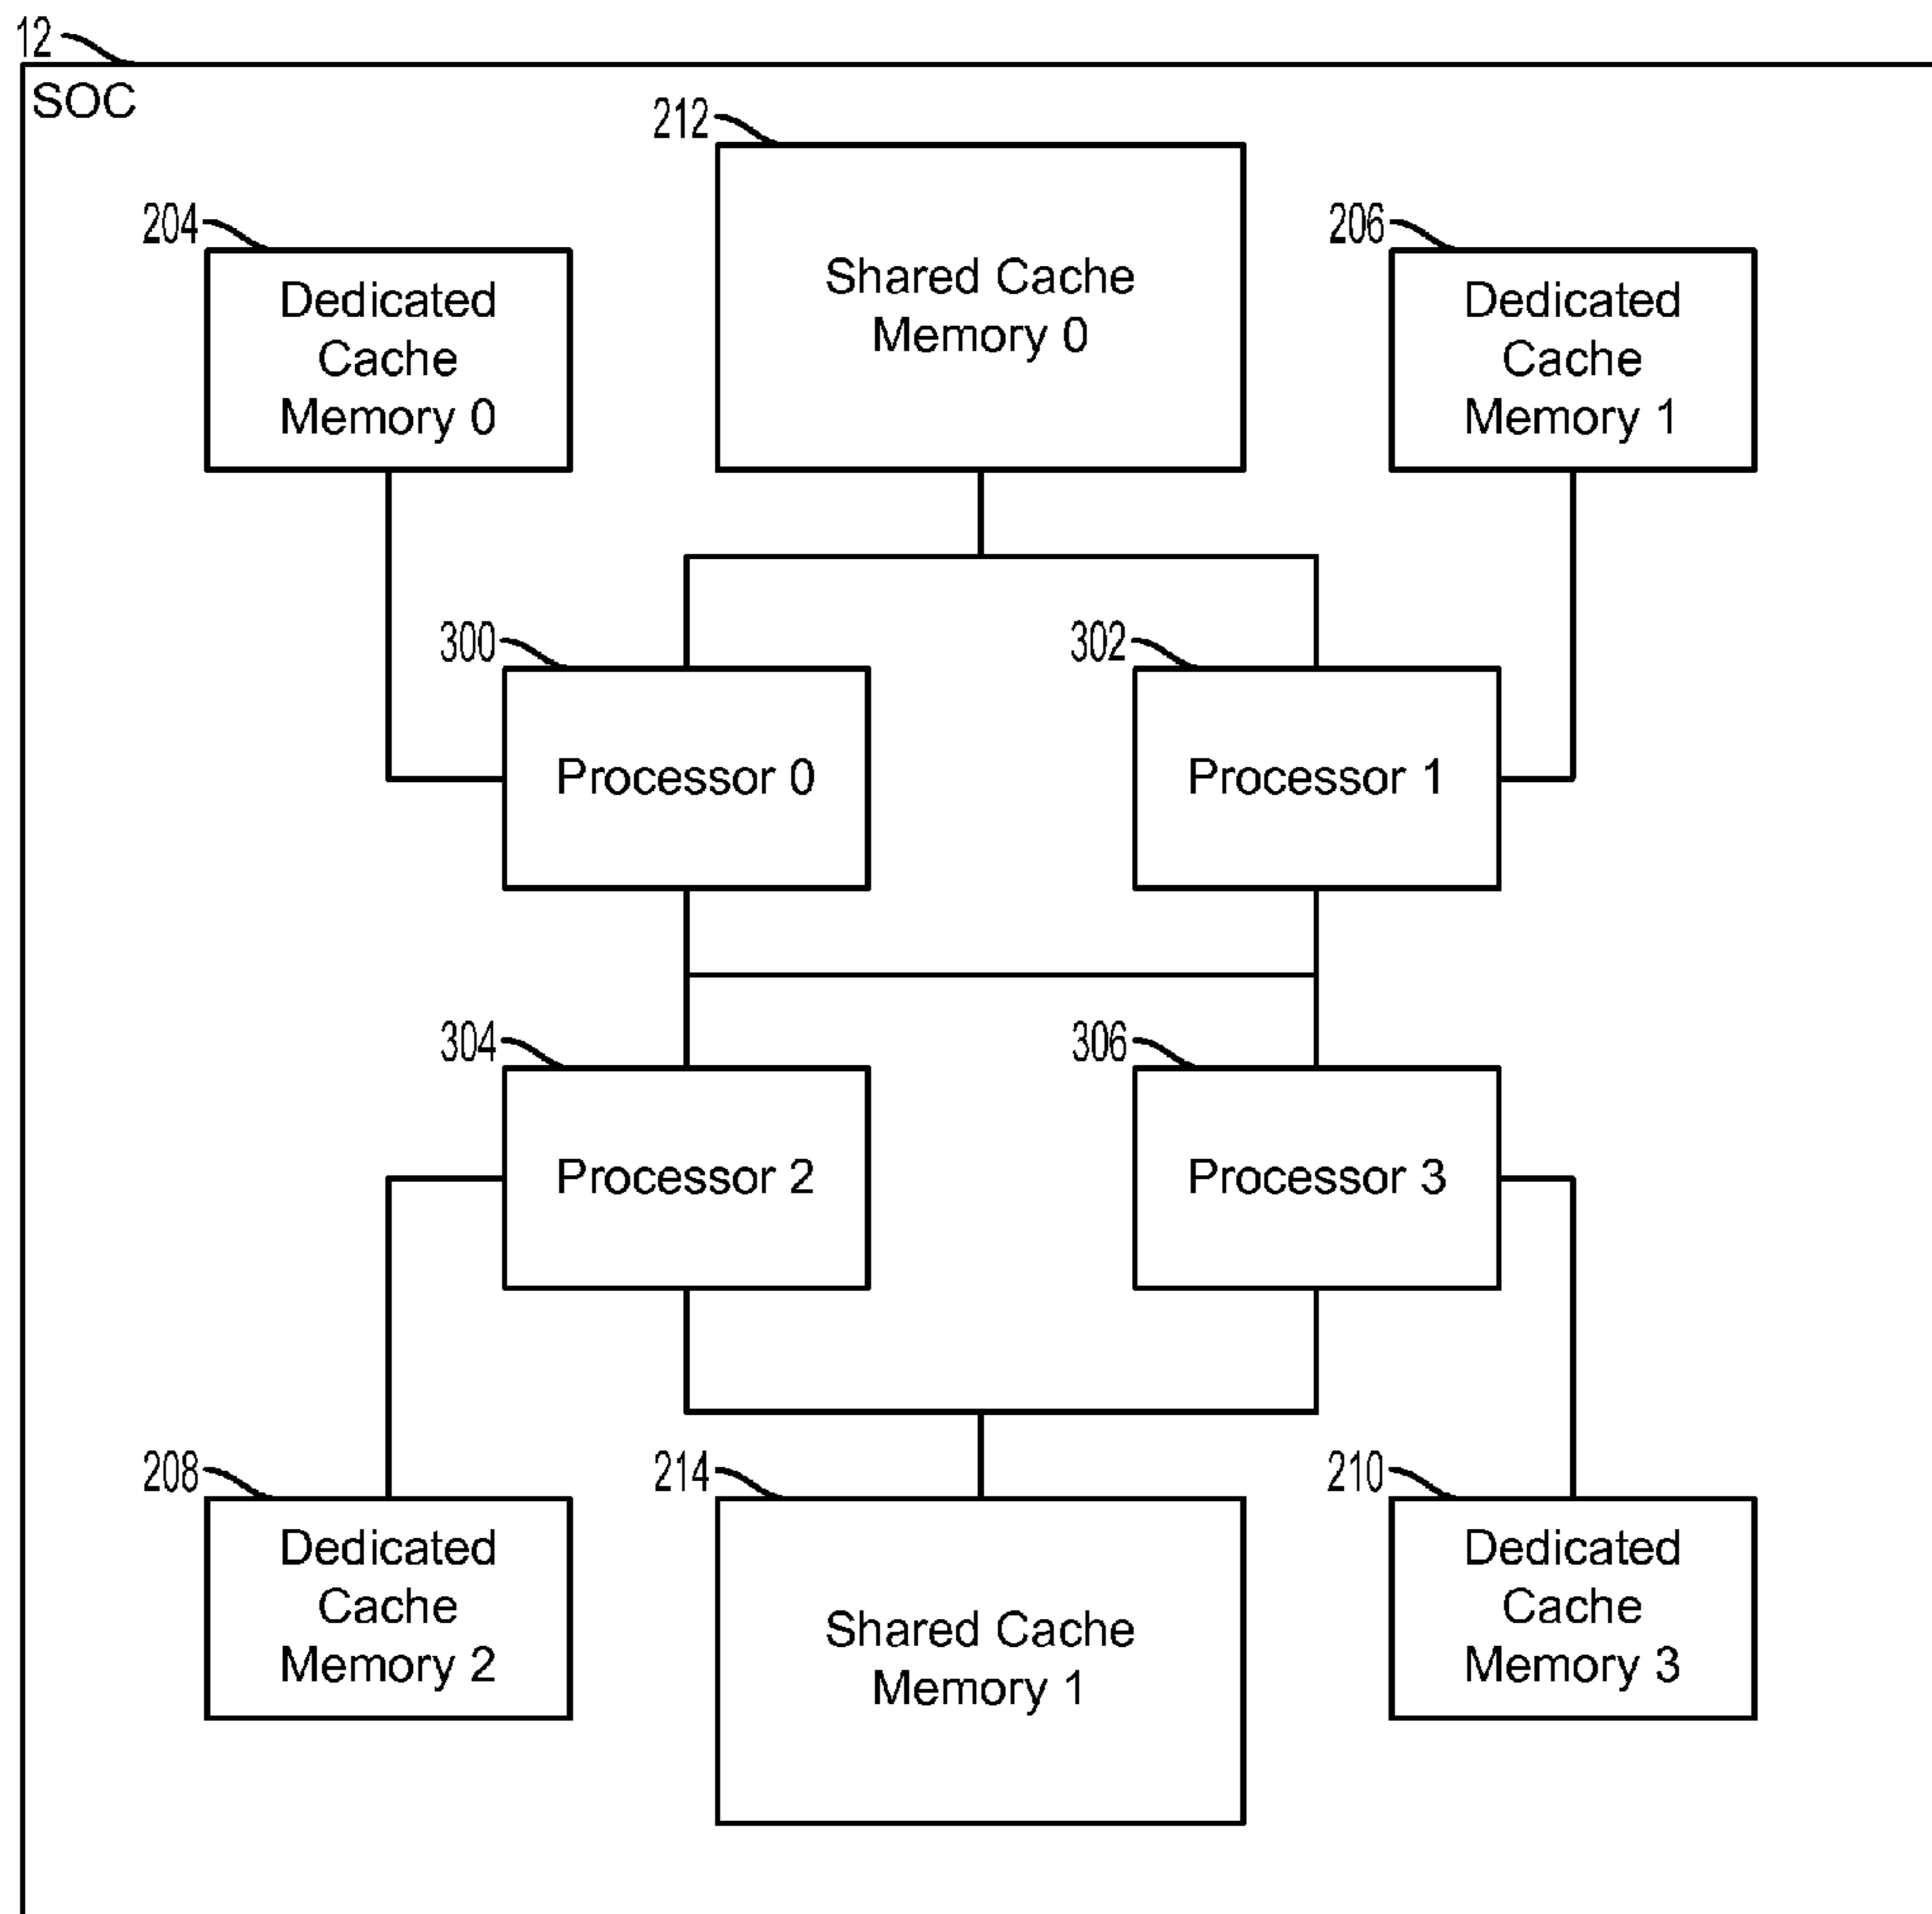 12
SOC
212
204
206
Shared Cache
Memory 0
Dedicated
Cache
Memory 0
Dedicated
Cache
Memory 1
300
302
Processor 0
Processor 1
304
306
Processor 2
Processor 3
208
214
210
Dedicated
Cache
Memory 2
Shared Cache
Memory 1
Dedicated
Cache
Memory 3